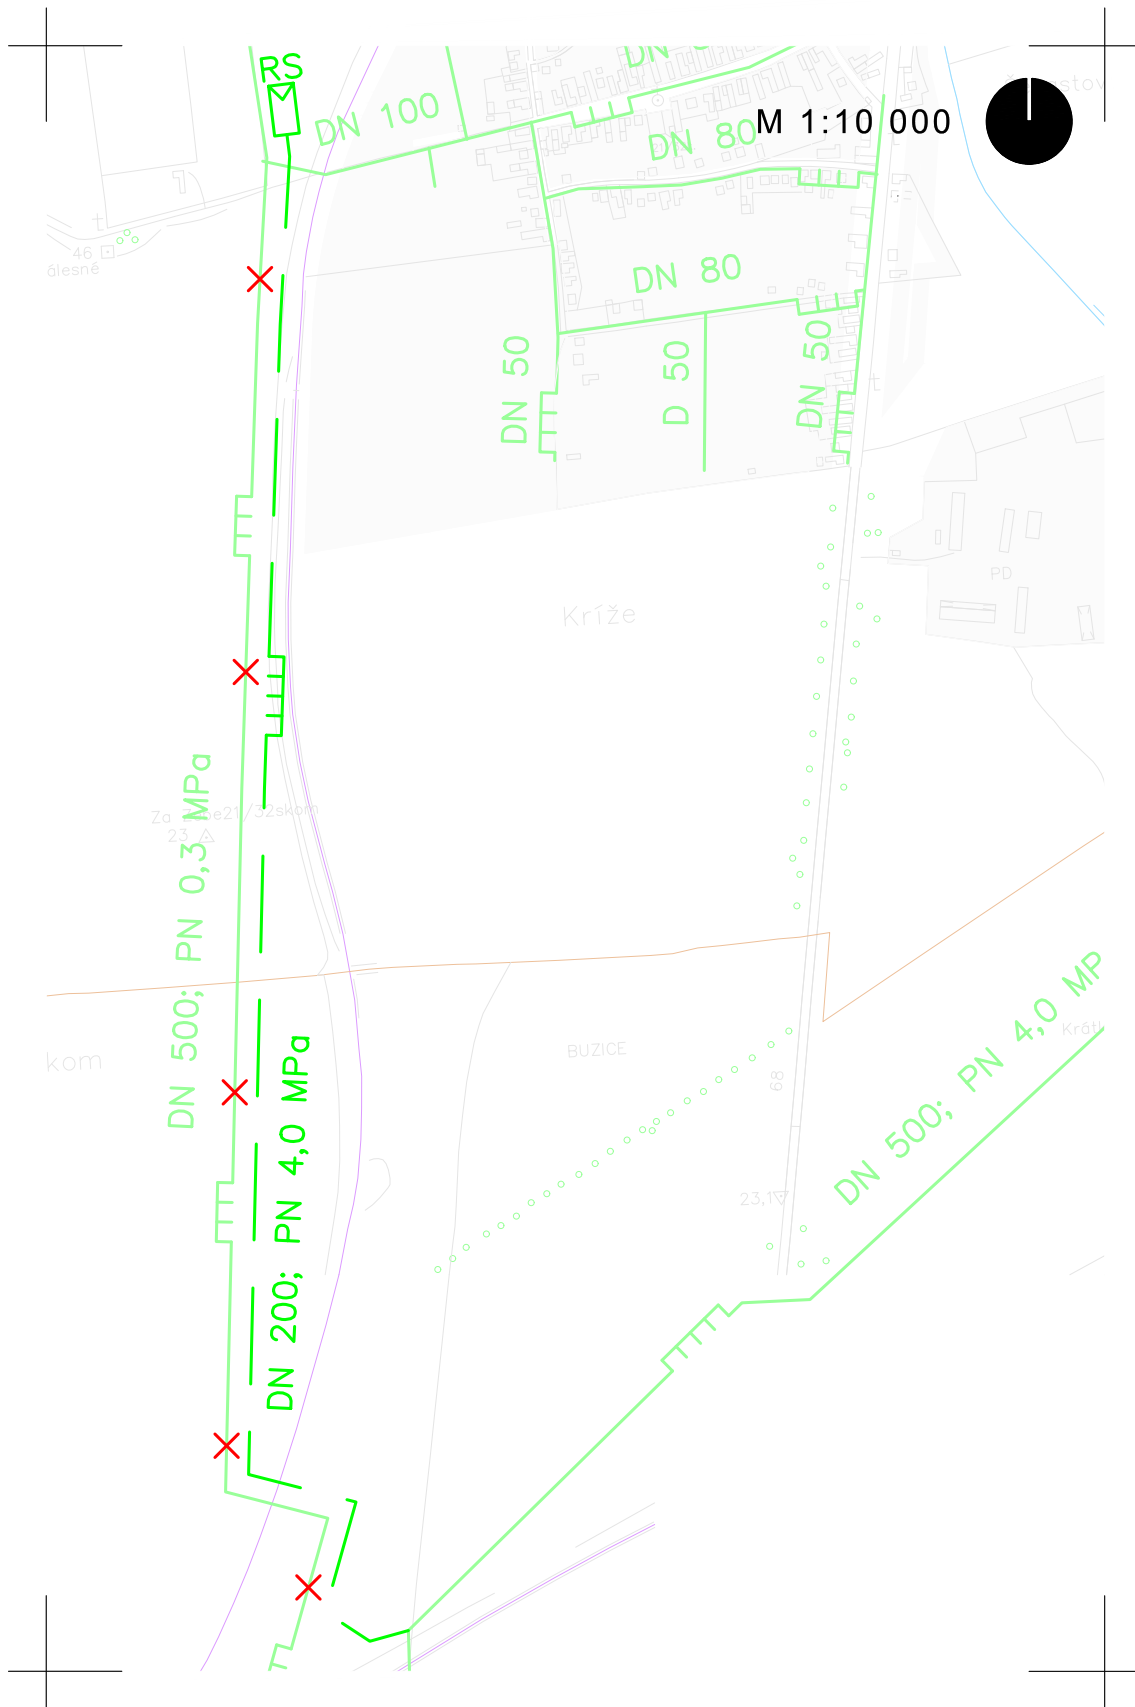 RS
DN 100
DN 80
M 1:10 000
46
álesné
DN 80
DN 50
D 50
DN 50
PD
Kríže
DN 500; PN 0,3 MPa
23
kom
DN 200; PN 4,0 MPa
BUZICE
68
DN 500; PN 4,0 MP
23,1